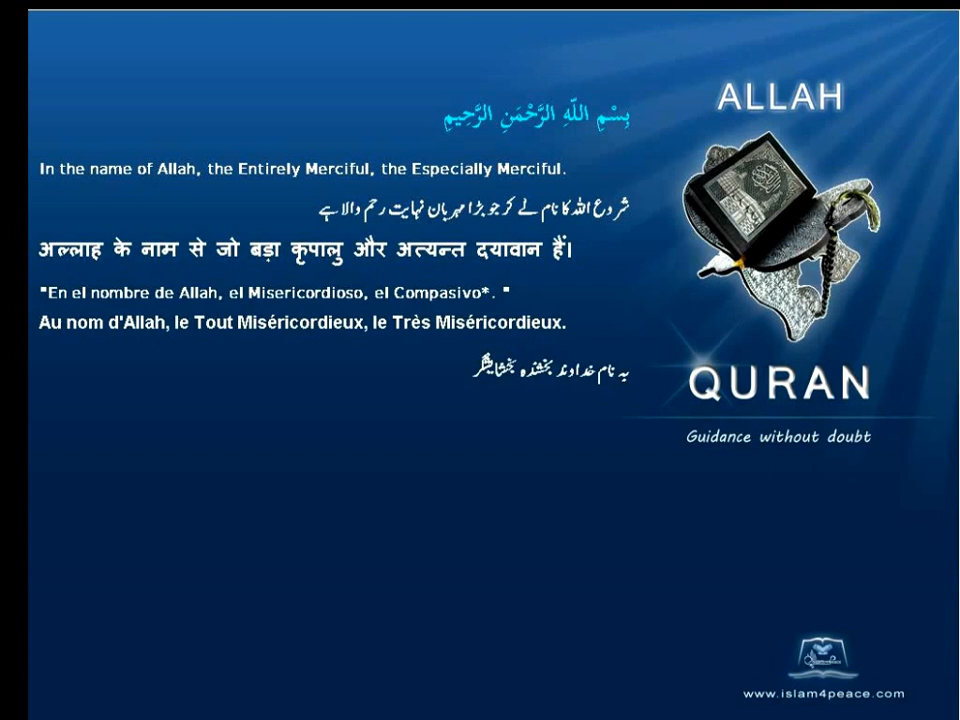 بِسْمِ اللّهِ الرَّحْمَنِ الرَّحِيمِ
In the name of Allah, the Entirely Merciful, the Especially Merciful.
شروع الله کا نام لے کر جو بڑا مہربان نہایت رحم والا ہے
अल्लाह के नाम से जो बड़ा कृपालु और अत्यन्त दयावान हैं।
"En el nombre de Allah, el Misericordioso, el Compasivo*. "
Au nom d'Allah, le Tout Miséricordieux, le Très Miséricordieux.
به نام خداوند بخشنده بخشایشگر
ALLAH
QURAN
Guidance without doubt
www.islam4peace.com